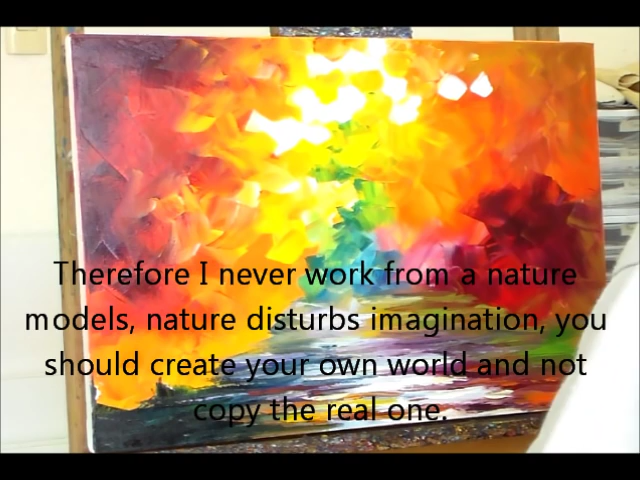 Therefore I never work from a nature
models, nature disturbs imagination, you
should create your own world and not
copy the real one.